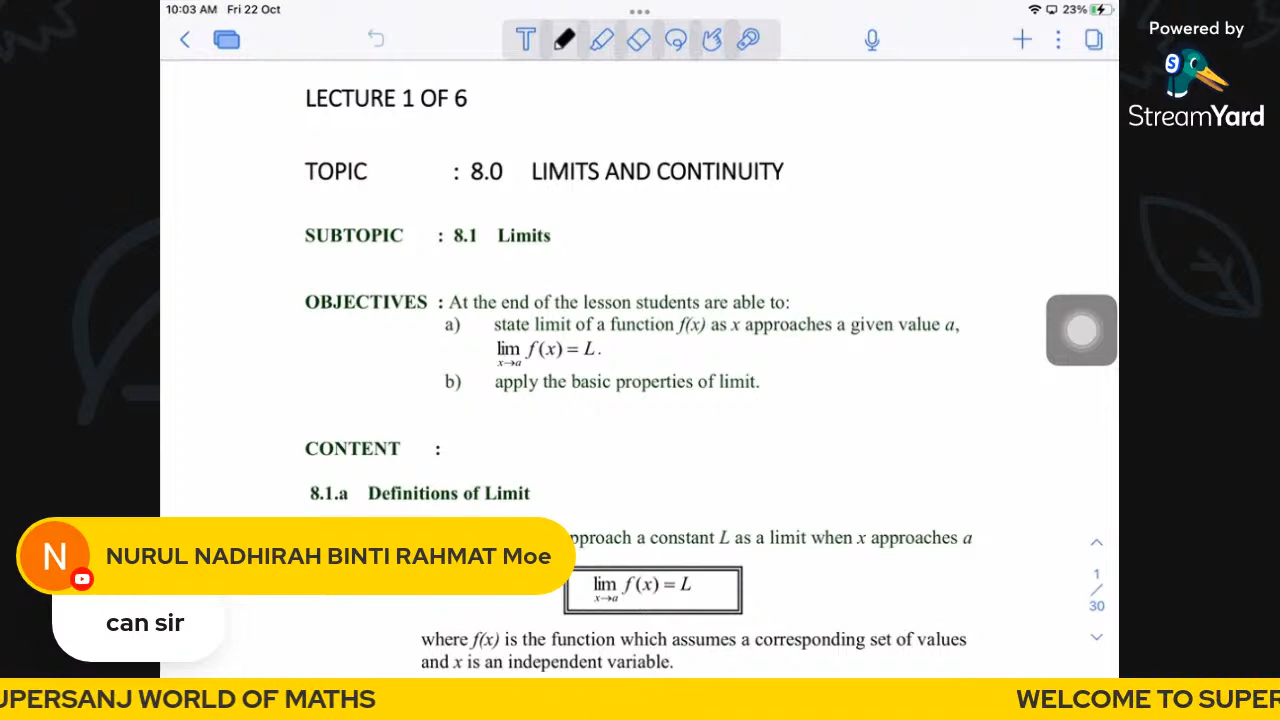 10:03 AM Fri 22 Oct
23%
Powered by
StreamYard
LECTURE 1 OF 6
TOPIC : 8.0 LIMITS AND CONTINUITY
SUBTOPIC : 8.1 Limits
OBJECTIVES : At the end of the lesson students are able to:
a) state limit of a function f(x) as x approaches a given value a,
lim f(x) = L.
x→a
b) apply the basic properties of limit.
CONTENT :
8.1.a Definitions of Limit
approach a constant L as a limit when x approaches a
lim f(x) = L
x→a
where f(x) is the function which assumes a corresponding set of values
and x is an independent variable.
1
/
30
N
NURUL NADHIRAH BINTI RAHMAT Moe
can sir
UPERSANJ WORLD OF MATHS
WELCOME TO SUPER